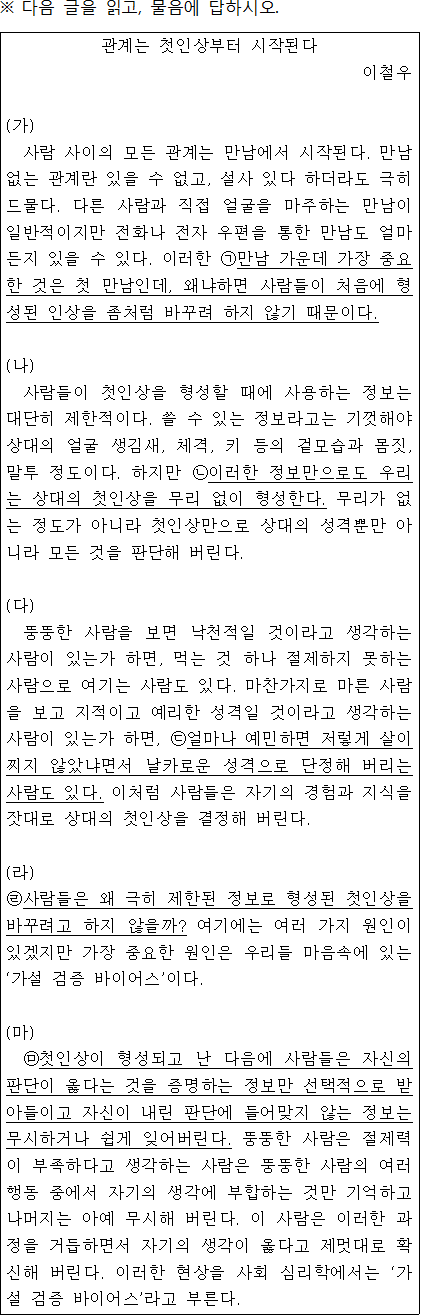 ※ 다음 글을 읽고, 물음에 답하시오.
관계는 첫인상부터 시작된다
이철우
(가)
사람 사이의 모든 관계는 만남에서 시작된다. 만남
없는 관계란 있을 수 없고, 설사 있다 하더라도 극히
드물다. 다른 사람과 직접 얼굴을 마주하는 만남이
일반적이지만 전화나 전자 우편을 통한 만남도 얼마
든지 있을 수 있다. 이러한 ㉠만남 가운데 가장 중요
한 것은 첫 만남인데, 왜냐하면 사람들이 처음에 형
성된 인상을 좀처럼 바꾸려 하지 않기 때문이다.
(나)
사람들이 첫인상을 형성할 때에 사용하는 정보는
대단히 제한적이다. 쓸 수 있는 정보라고는 기껏해야
상대의 얼굴 생김새, 체격, 키 등의 겉모습과 몸짓,
말투 정도이다. 하지만 ㉡이러한 정보만으로도 우리
는 상대의 첫인상을 무리 없이 형성한다. 무리가 없
는 정도가 아니라 첫인상만으로 상대의 성격뿐만 아
니라 모든 것을 판단해 버린다.
(다)
뚱뚱한 사람을 보면 낙천적일 것이라고 생각하는
사람이 있는가 하면, 먹는 것 하나 절제하지 못하는
사람으로 여기는 사람도 있다. 마찬가지로 마른 사람
을 보고 지적이고 예리한 성격일 것이라고 생각하는
사람이 있는가 하면, ㉢얼마나 예민하면 저렇게 살이
찌지 않았냐면서 날카로운 성격으로 단정해 버리는
사람도 있다. 이처럼 사람들은 자기의 경험과 지식을
잣대로 상대의 첫인상을 결정해 버린다.
(라)
㉣사람들은 왜 극히 제한된 정보로 형성된 첫인상을
바꾸려고 하지 않을까? 여기에는 여러 가지 원인이
있겠지만 가장 중요한 원인은 우리들 마음속에 있는
‘가설 검증 바이어스’이다.
(마)
㉤첫인상이 형성되고 난 다음에 사람들은 자신의
판단이 옳다는 것을 증명하는 정보만 선택적으로 받
아들이고 자신이 내린 판단에 들어맞지 않는 정보는
무시하거나 쉽게 잊어버린다. 뚱뚱한 사람은 절제력
이 부족하다고 생각하는 사람은 뚱뚱한 사람의 여러
행동 중에서 자기의 생각에 부합하는 것만 기억하고
나머지는 아예 무시해 버린다. 이 사람은 이러한 과
정을 거듭하면서 자기의 생각이 옳다고 제멋대로 확
신해 버린다. 이러한 현상을 사회 심리학에서는 ‘가
설 검증 바이어스’라고 부른다.